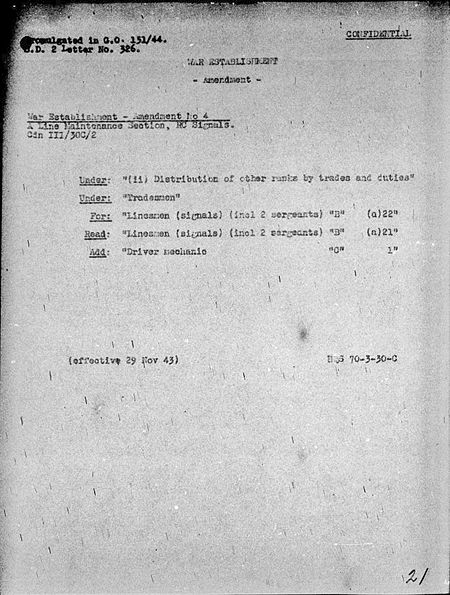 Promulgated in G.O. 151/44.
S.D. 2 letter No. 326.
CONFIDENTIAL
WAR ESTABLISHMENT
- Amendment -
War Establishment - Amendment No 4
A Line Maintenance Section, RC Signals.
Cdn III/30C/2
Under: "(ii) Distribution of other ranks by trades and duties"
Under: "Tradesmen"
For: "Linesmen (signals) (incl 2 sergeants) "B" (a)22"
Read: "Linesmen (signals) (incl 2 sergeants) "B" (a)21"
Add: "Driver mechanic "C" 1"
(effective 29 Nov 43)
HQS 70-3-30-C
21